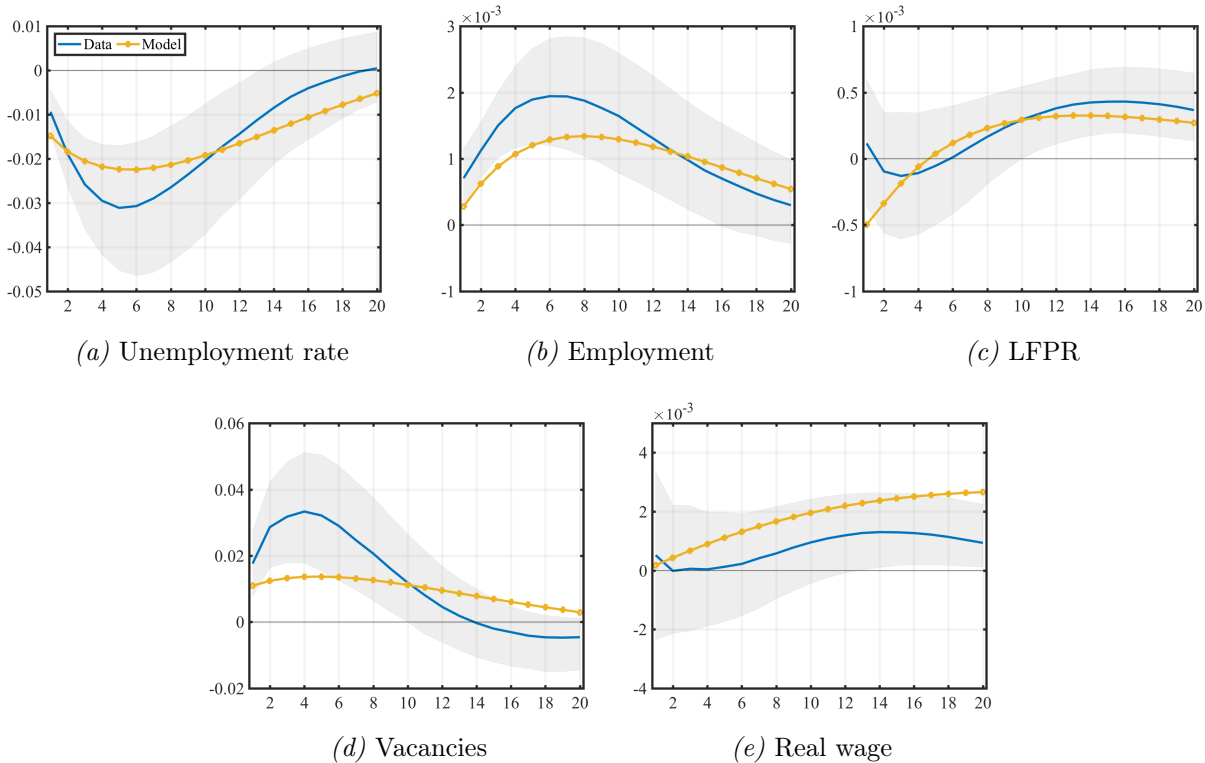 0.01
0
-0.01
-0.02
-0.03
-0.04
-0.05
Data Model
2 4 6 8 10 12 14 16 18 20
(a) Unemployment rate
×10-3
3
2
1
0
-1
2 4 6 8 10 12 14 16 18 20
(b) Employment
×10-3
1
0.5
0
-0.5
-1
2 4 6 8 10 12 14 16 18 20
(c) LFPR
0.06
0.04
0.02
0
-0.02
2 4 6 8 10 12 14 16 18 20
(d) Vacancies
×10-3
4
2
0
-2
-4
2 4 6 8 10 12 14 16 18 20
(e) Real wage